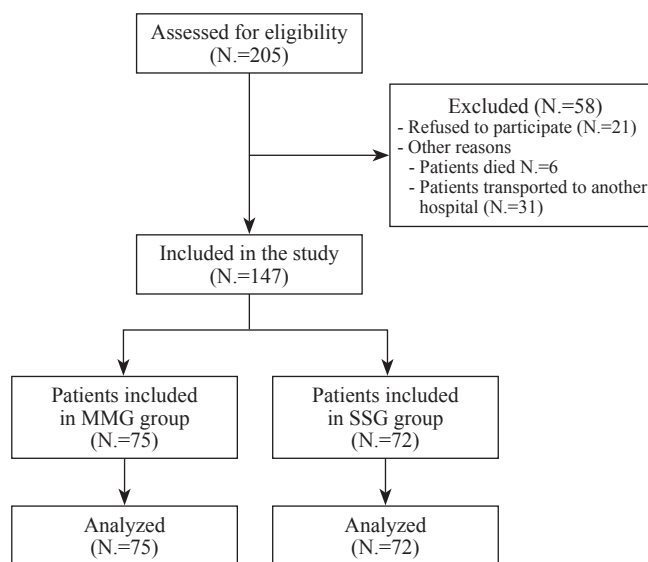 Assessed for eligibility
(N.=205)
Excluded (N.=58)
- Refused to participate (N.=21)
- Other reasons
- Patients died N.=6
- Patients transported to another
hospital (N.=31)
Included in the study
(N.=147)
Patients included
in MMG group
(N.=75)
Patients included
in SSG group
(N.=72)
Analyzed
(N.=75)
Analyzed
(N.=72)